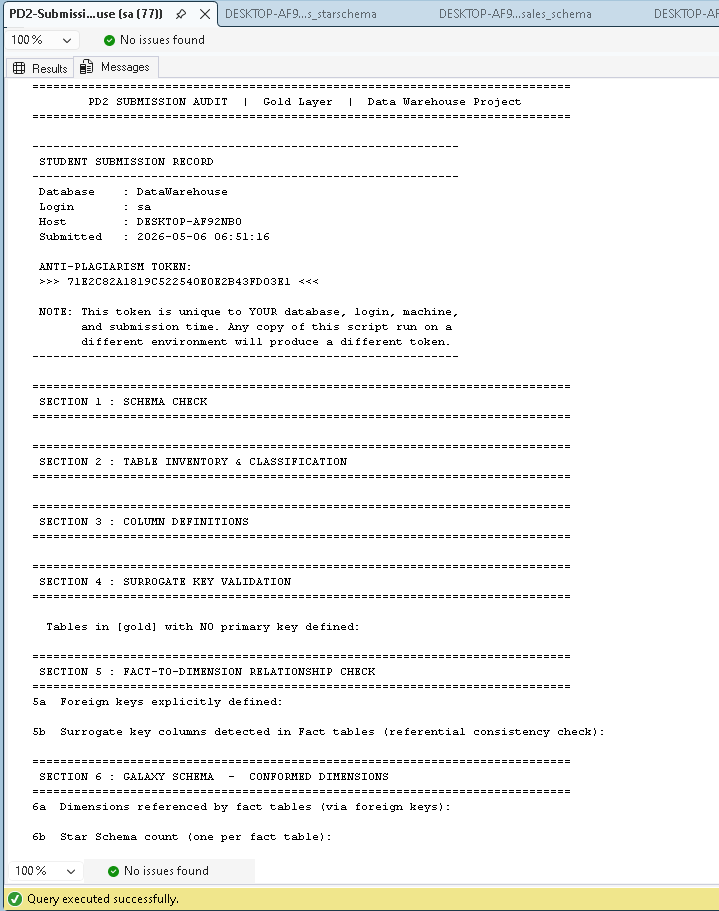 PD2-Submissi...use (sa (77))
DESKTOP-AF9...s_starschema
DESKTOP-AF9...sales_schema
DESKTOP-AF
100 %
No issues found
Results
Messages
================================================================================
PD2 SUBMISSION AUDIT | Gold Layer | Data Warehouse Project
================================================================================
-------------------------------------------------------------
STUDENT SUBMISSION RECORD
-------------------------------------------------------------
Database : DataWarehouse
Login : sa
Host : DESKTOP-AF92NBO
Submitted : 2026-05-06 06:51:16
ANTI-PLAGIARISM TOKEN:
>>> 71E2C82A1819C522540E0E2B43FD03E1 <<<
NOTE: This token is unique to YOUR database, login, machine,
and submission time. Any copy of this script run on a
different environment will produce a different token.
-------------------------------------------------------------
================================================================================
SECTION 1 : SCHEMA CHECK
================================================================================
================================================================================
SECTION 2 : TABLE INVENTORY & CLASSIFICATION
================================================================================
================================================================================
SECTION 3 : COLUMN DEFINITIONS
================================================================================
================================================================================
SECTION 4 : SURROGATE KEY VALIDATION
================================================================================
Tables in [gold] with NO primary key defined:
================================================================================
SECTION 5 : FACT-TO-DIMENSION RELATIONSHIP CHECK
================================================================================
5a Foreign keys explicitly defined:
5b Surrogate key columns detected in Fact tables (referential consistency check):
================================================================================
SECTION 6 : GALAXY SCHEMA - CONFORMED DIMENSIONS
================================================================================
6a Dimensions referenced by fact tables (via foreign keys):
6b Star Schema count (one per fact table):
100 %
No issues found
Query executed successfully.